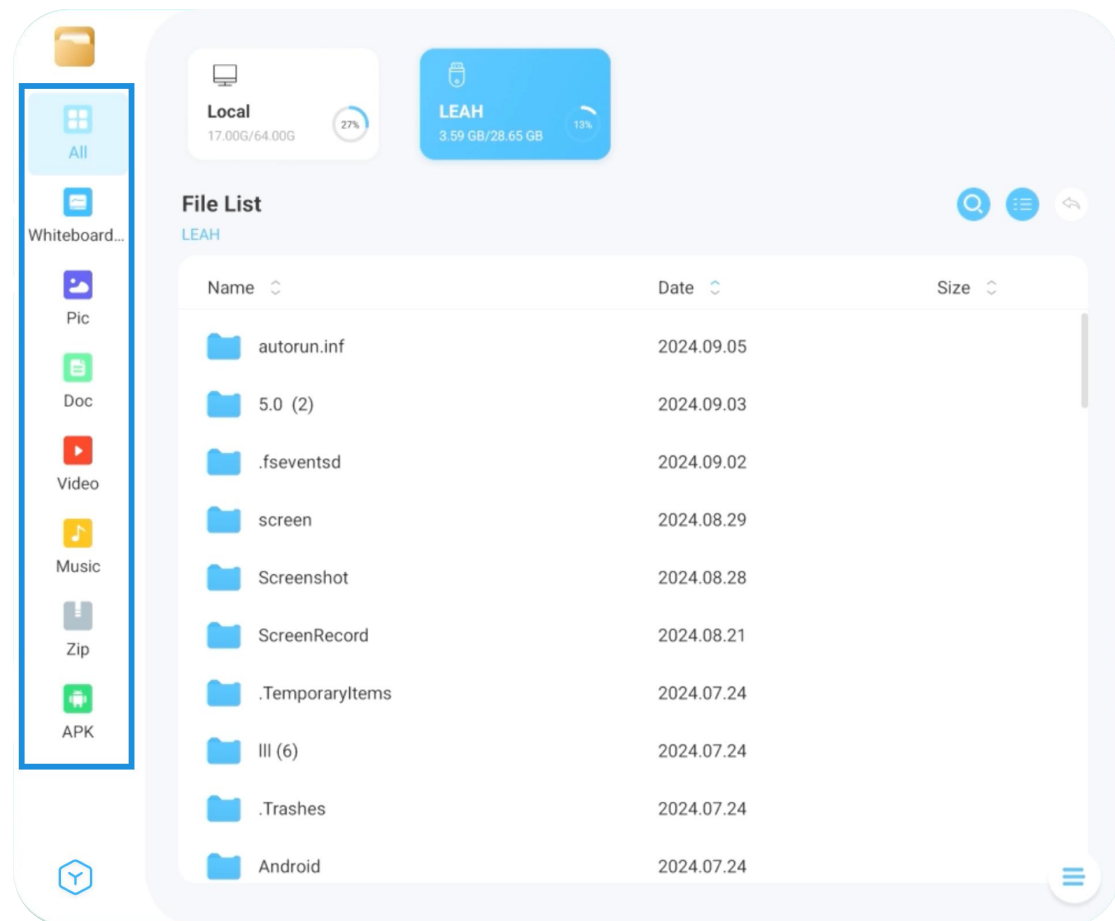 All
Whiteboard...
Pic
Doc
Video
Music
Zip
APK
Local
17.00G/64.00G
27%
LEAH
3.59 GB/28.65 GB
13%
File List
LEAH
Name Date Size
autorun.inf 2024.09.05
5.0 (2) 2024.09.03
.fseventsd 2024.09.02
screen 2024.08.29
Screenshot 2024.08.28
ScreenRecord 2024.08.21
.TemporaryItems 2024.07.24
lll (6) 2024.07.24
.Trashes 2024.07.24
Android 2024.07.24